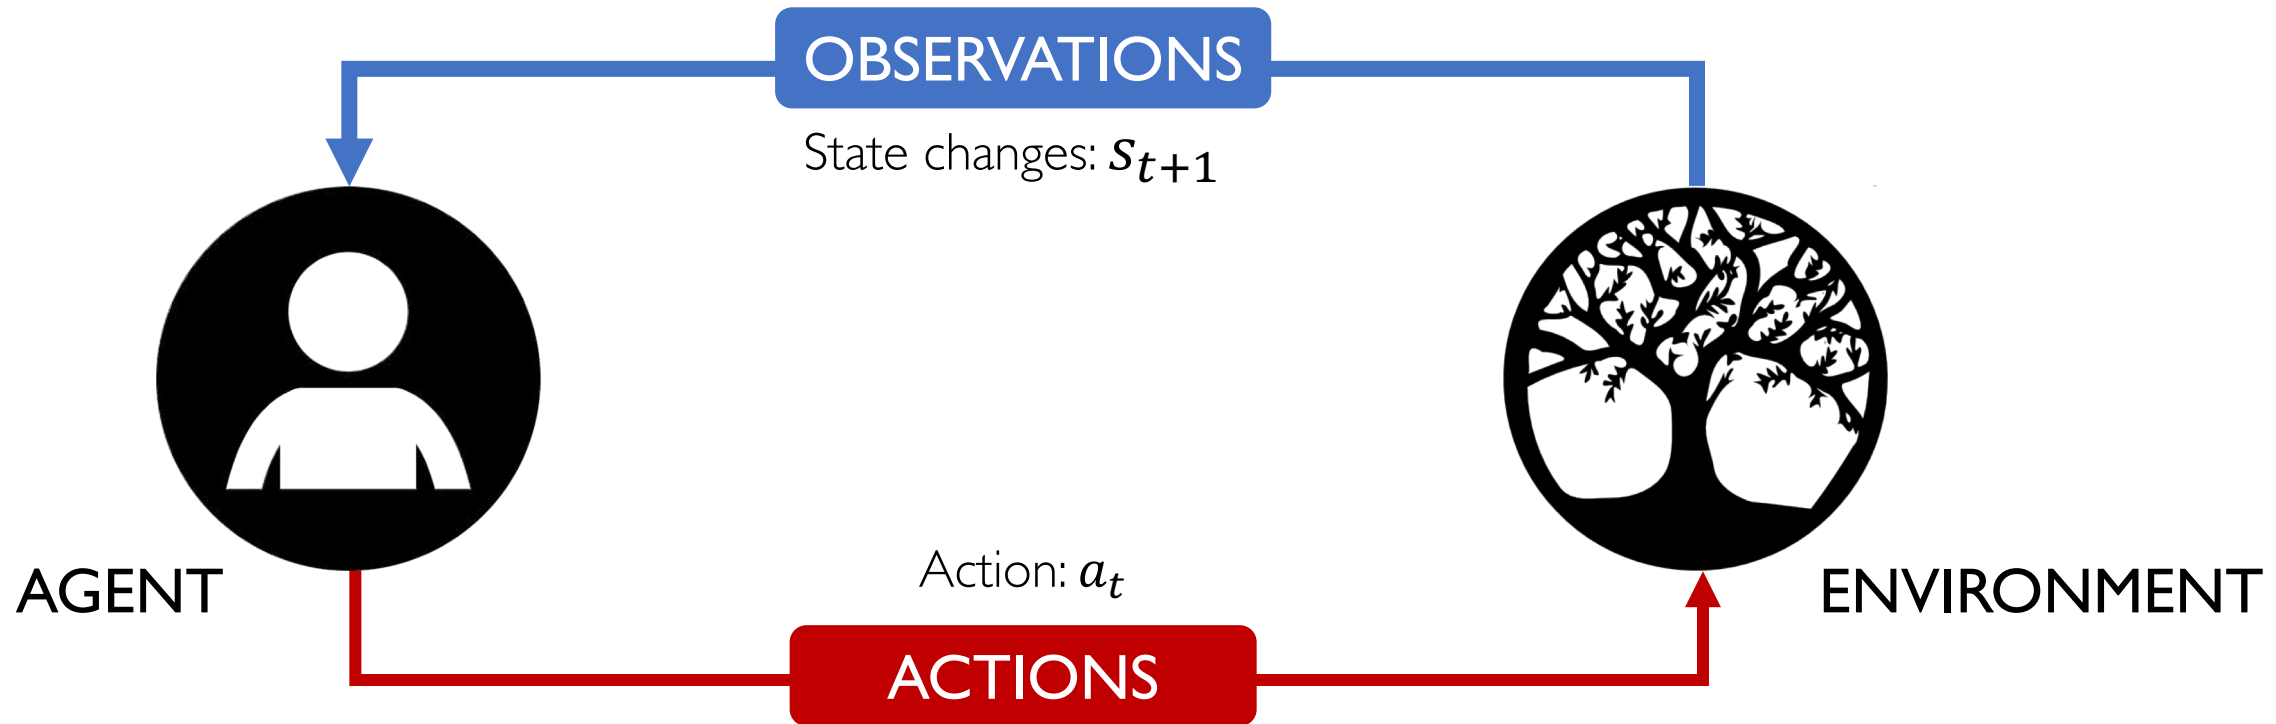 OBSERVATIONS
State changes: s_{t+1}
AGENT
Action: a_t
ENVIRONMENT
ACTIONS